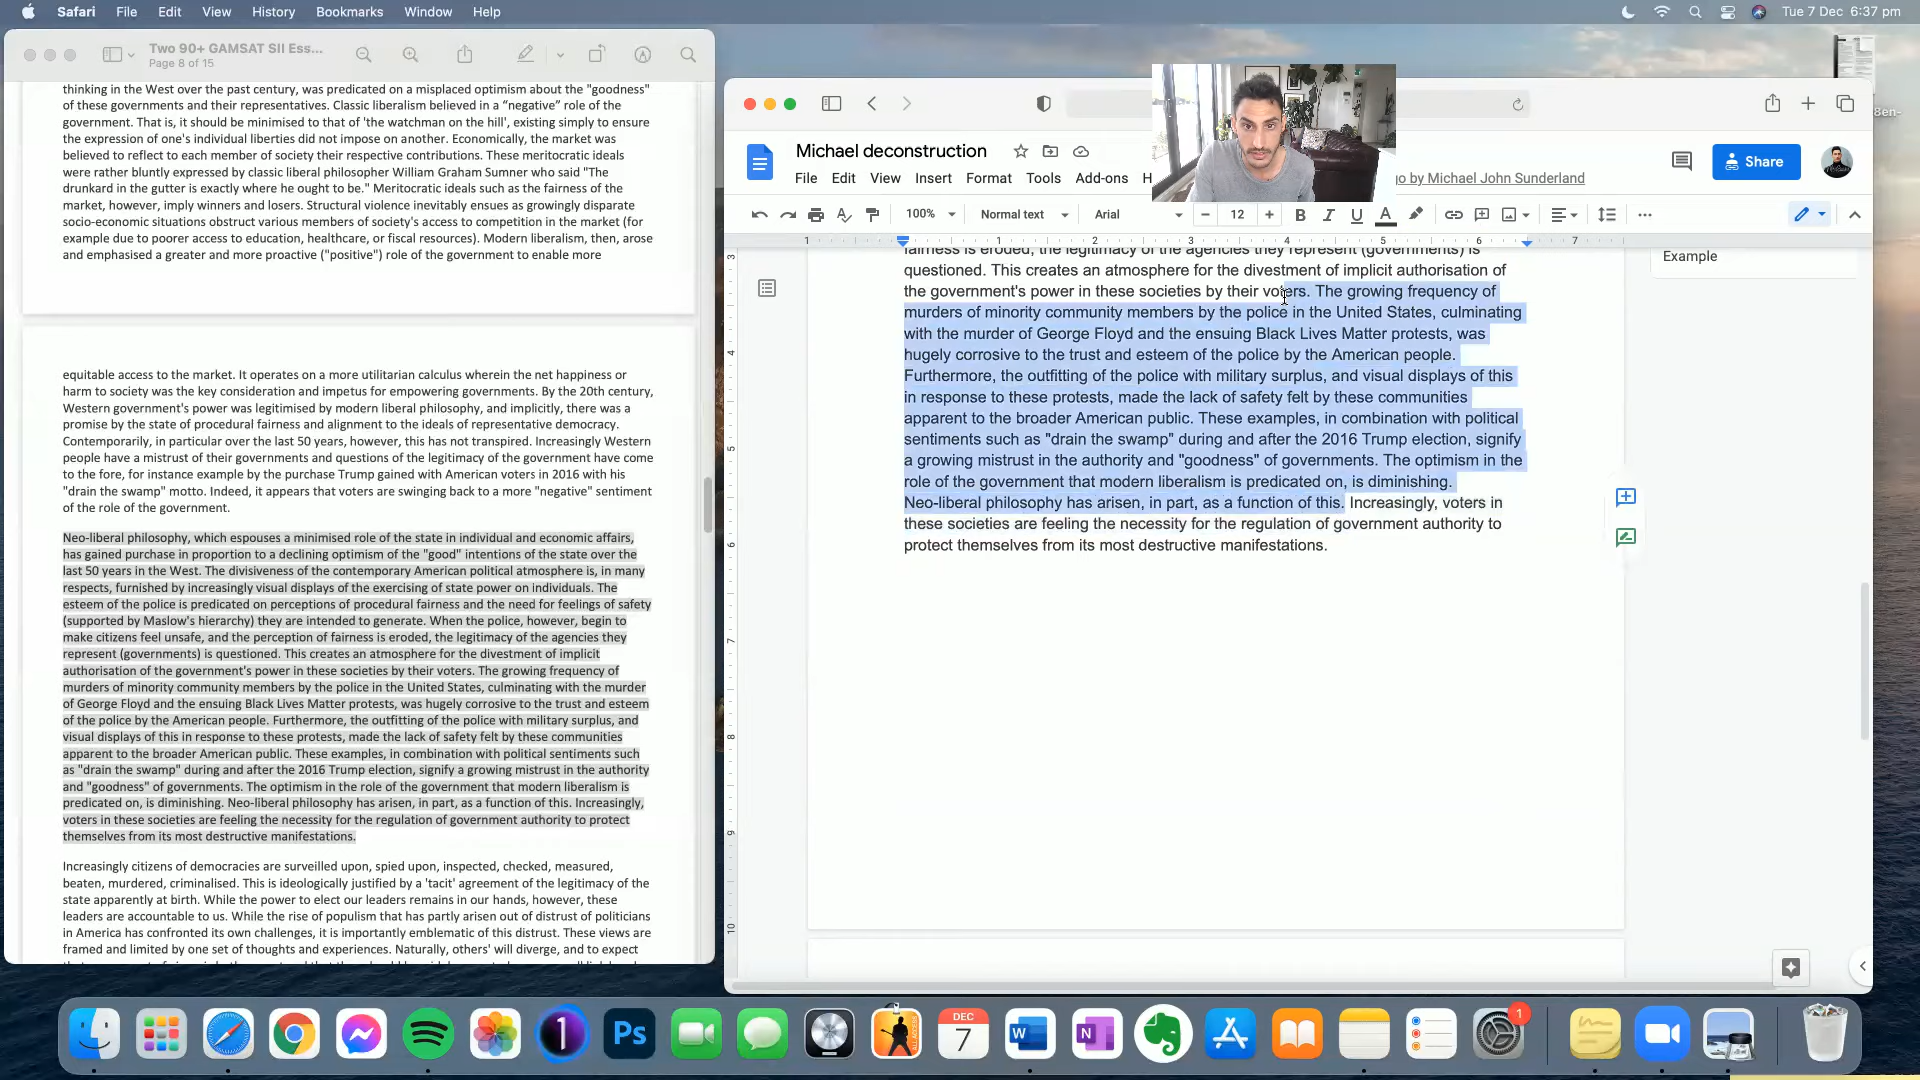 Safari File Edit View History Bookmarks Window Help
Tue 7 Dec 6:37 pm
Two 90+ GAMSAT SII Ess...
Page 8 of 15
thinking in the West over the past century, was predicated on a misplaced optimism about the "goodness"
of these governments and their representatives. Classic liberalism believed in a "negative" role of the
government. That is, it should be minimised to that of 'the watchman on the hill', existing simply to ensure
the expression of one's individual liberties did not impose on another. Economically, the market was
believed to reflect to each member of society their respective contributions. These meritocratic ideals
were rather bluntly expressed by classic liberal philosopher William Graham Sumner who said "The
drunkard in the gutter is exactly where he ought to be." Meritocratic ideals such as the fairness of the
market, however, imply winners and losers. Structural violence inevitably ensues as growingly disparate
socio-economic situations obstruct various members of society's access to competition in the market (for
example due to poorer access to education, healthcare, or fiscal resources). Modern liberalism, then, arose
and emphasised a greater and more proactive ("positive") role of the government to enable more
equitable access to the market. It operates on a more utilitarian calculus wherein the net happiness or
harm to society was the key consideration and impetus for empowering governments. By the 20th century,
Western government's power was legitimised by modern liberal philosophy, and implicitly, there was a
promise by the state of procedural fairness and alignment to the ideals of representative democracy.
Contemporarily, in particular over the last 50 years, however, this has not transpired. Increasingly Western
people have a mistrust of their governments and questions of the legitimacy of the government have come
to the fore, for instance example by the purchase Trump gained with American voters in 2016 with his
"drain the swamp" motto. Indeed, it appears that voters are swinging back to a more "negative" sentiment
of the role of the government.
Neo-liberal philosophy, which espouses a minimised role of the state in individual and economic affairs,
has gained purchase in proportion to a declining optimism of the "good" intentions of the state over the
last 50 years in the West. The divisiveness of the contemporary American political atmosphere is, in many
respects, furnished by increasingly visual displays of the exercising of state power on individuals. The
esteem of the police is predicated on perceptions of procedural fairness and the need for feelings of safety
(supported by Maslow's hierarchy) they are intended to generate. When the police, however, begin to
make citizens feel unsafe, and the perception of fairness is eroded, the legitimacy of the agencies they
represent (governments) is questioned. This creates an atmosphere for the divestment of implicit
authorisation of the government's power in these societies by their voters. The growing frequency of
murders of minority community members by the police in the United States, culminating with the murder
of George Floyd and the ensuing Black Lives Matter protests, was hugely corrosive to the trust and esteem
of the police by the American people. Furthermore, the outfitting of the police with military surplus, and
visual displays of this in response to these protests, made the lack of safety felt by these communities
apparent to the broader American public. These examples, in combination with political sentiments such
as "drain the swamp" during and after the 2016 Trump election, signify a growing mistrust in the authority
and "goodness" of governments. The optimism in the role of the government that modern liberalism is
predicated on, is diminishing. Neo-liberal philosophy has arisen, in part, as a function of this. Increasingly,
voters in these societies are feeling the necessity for the regulation of government authority to protect
themselves from its most destructive manifestations.
Increasingly citizens of democracies are surveilled upon, spied upon, inspected, checked, measured,
beaten, murdered, criminalised. This is ideologically justified by a 'tacit' agreement of the legitimacy of the
state apparently at birth. While the power to elect our leaders remains in our hands, however, these
leaders are accountable to us. While the rise of populism that has partly arisen out of distrust of politicians
in America has confronted its own challenges, it is importantly emblematic of this distrust. These views are
framed and limited by one set of thoughts and experiences. Naturally, others' will diverge, and to expect
Michael deconstruction
File Edit View Insert Format Tools Add-ons H
go by Michael John Sunderland
Share
100% Normal text Arial 12
1 1 2 3 4 5 6 7
fairness is eroded, the legitimacy of the agencies they represent (governments) is
questioned. This creates an atmosphere for the divestment of implicit authorisation of
the government's power in these societies by their voters. The growing frequency of
murders of minority community members by the police in the United States, culminating
with the murder of George Floyd and the ensuing Black Lives Matter protests, was
hugely corrosive to the trust and esteem of the police by the American people.
Furthermore, the outfitting of the police with military surplus, and visual displays of this
in response to these protests, made the lack of safety felt by these communities
apparent to the broader American public. These examples, in combination with political
sentiments such as "drain the swamp" during and after the 2016 Trump election, signify
a growing mistrust in the authority and "goodness" of governments. The optimism in the
role of the government that modern liberalism is predicated on, is diminishing.
Neo-liberal philosophy has arisen, in part, as a function of this. Increasingly, voters in
these societies are feeling the necessity for the regulation of government authority to
protect themselves from its most destructive manifestations.
Example
3
4
5
6
7
8
9
10
DEC
7
1